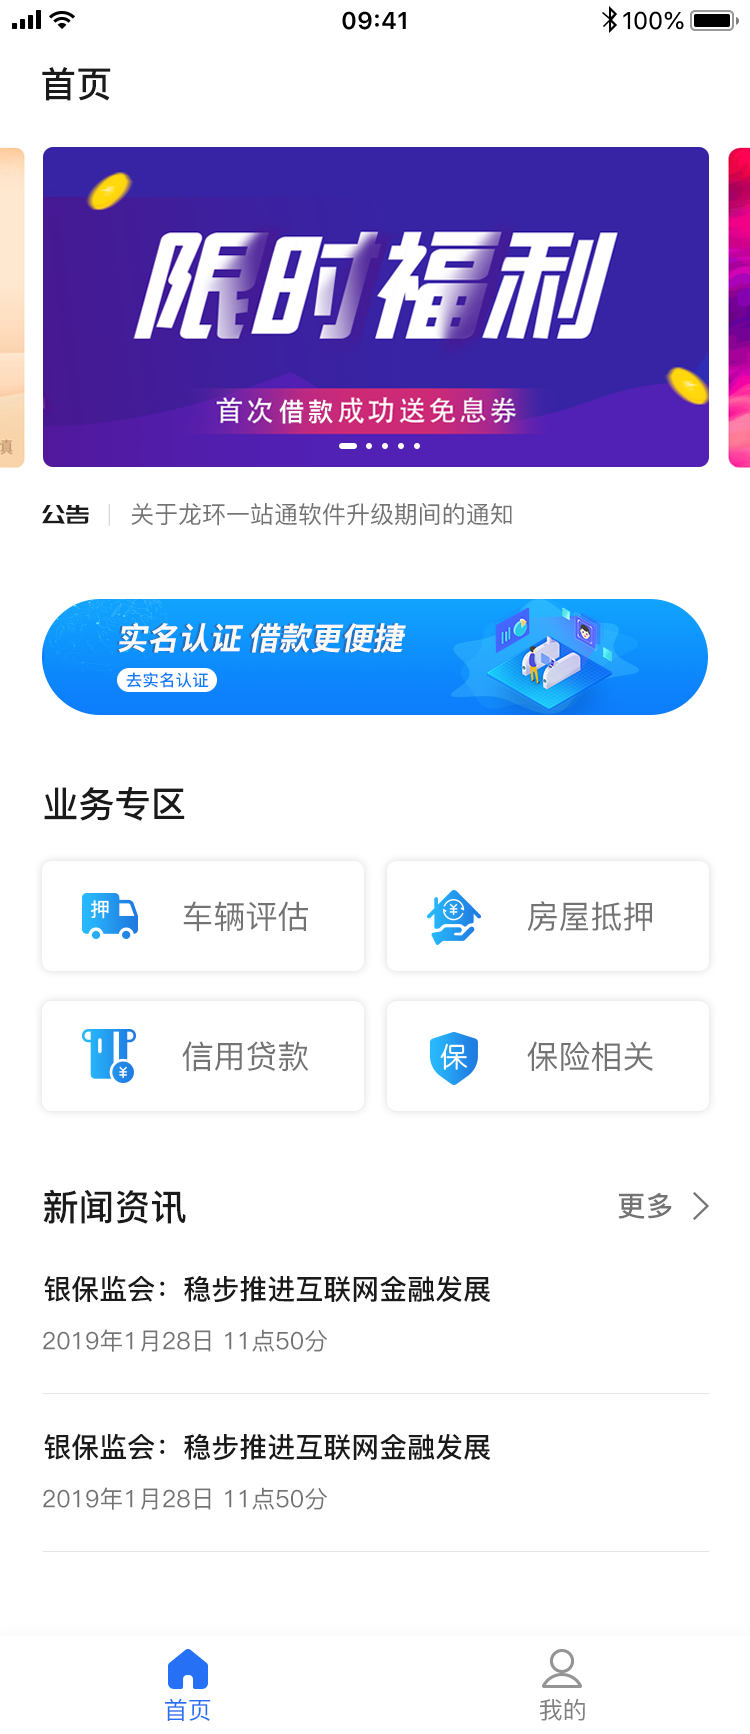 09:41
100%
首页
限时福利
首次借款成功送免息券
真
公告
关于龙环一站通软件升级期间的通知
实名认证 借款更便捷
去实名认证
业务专区
押
车辆评估
房屋抵押
信用贷款
保
保险相关
新闻资讯
更多
银保监会：稳步推进互联网金融发展
2019年1月28日 11点50分
银保监会：稳步推进互联网金融发展
2019年1月28日 11点50分
首页
我的